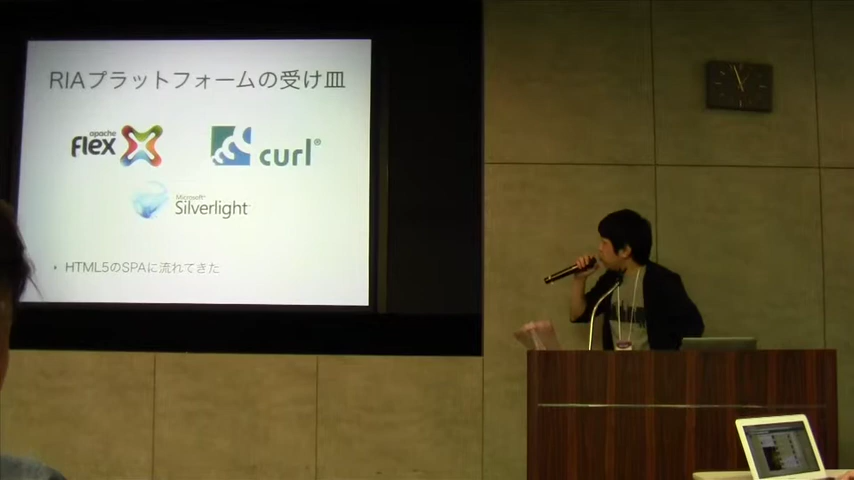 RIAプラットフォームの受け皿
apache
Flex
curl®
Microsoft®
Silverlight
・ HTML5のSPAに流れてきた